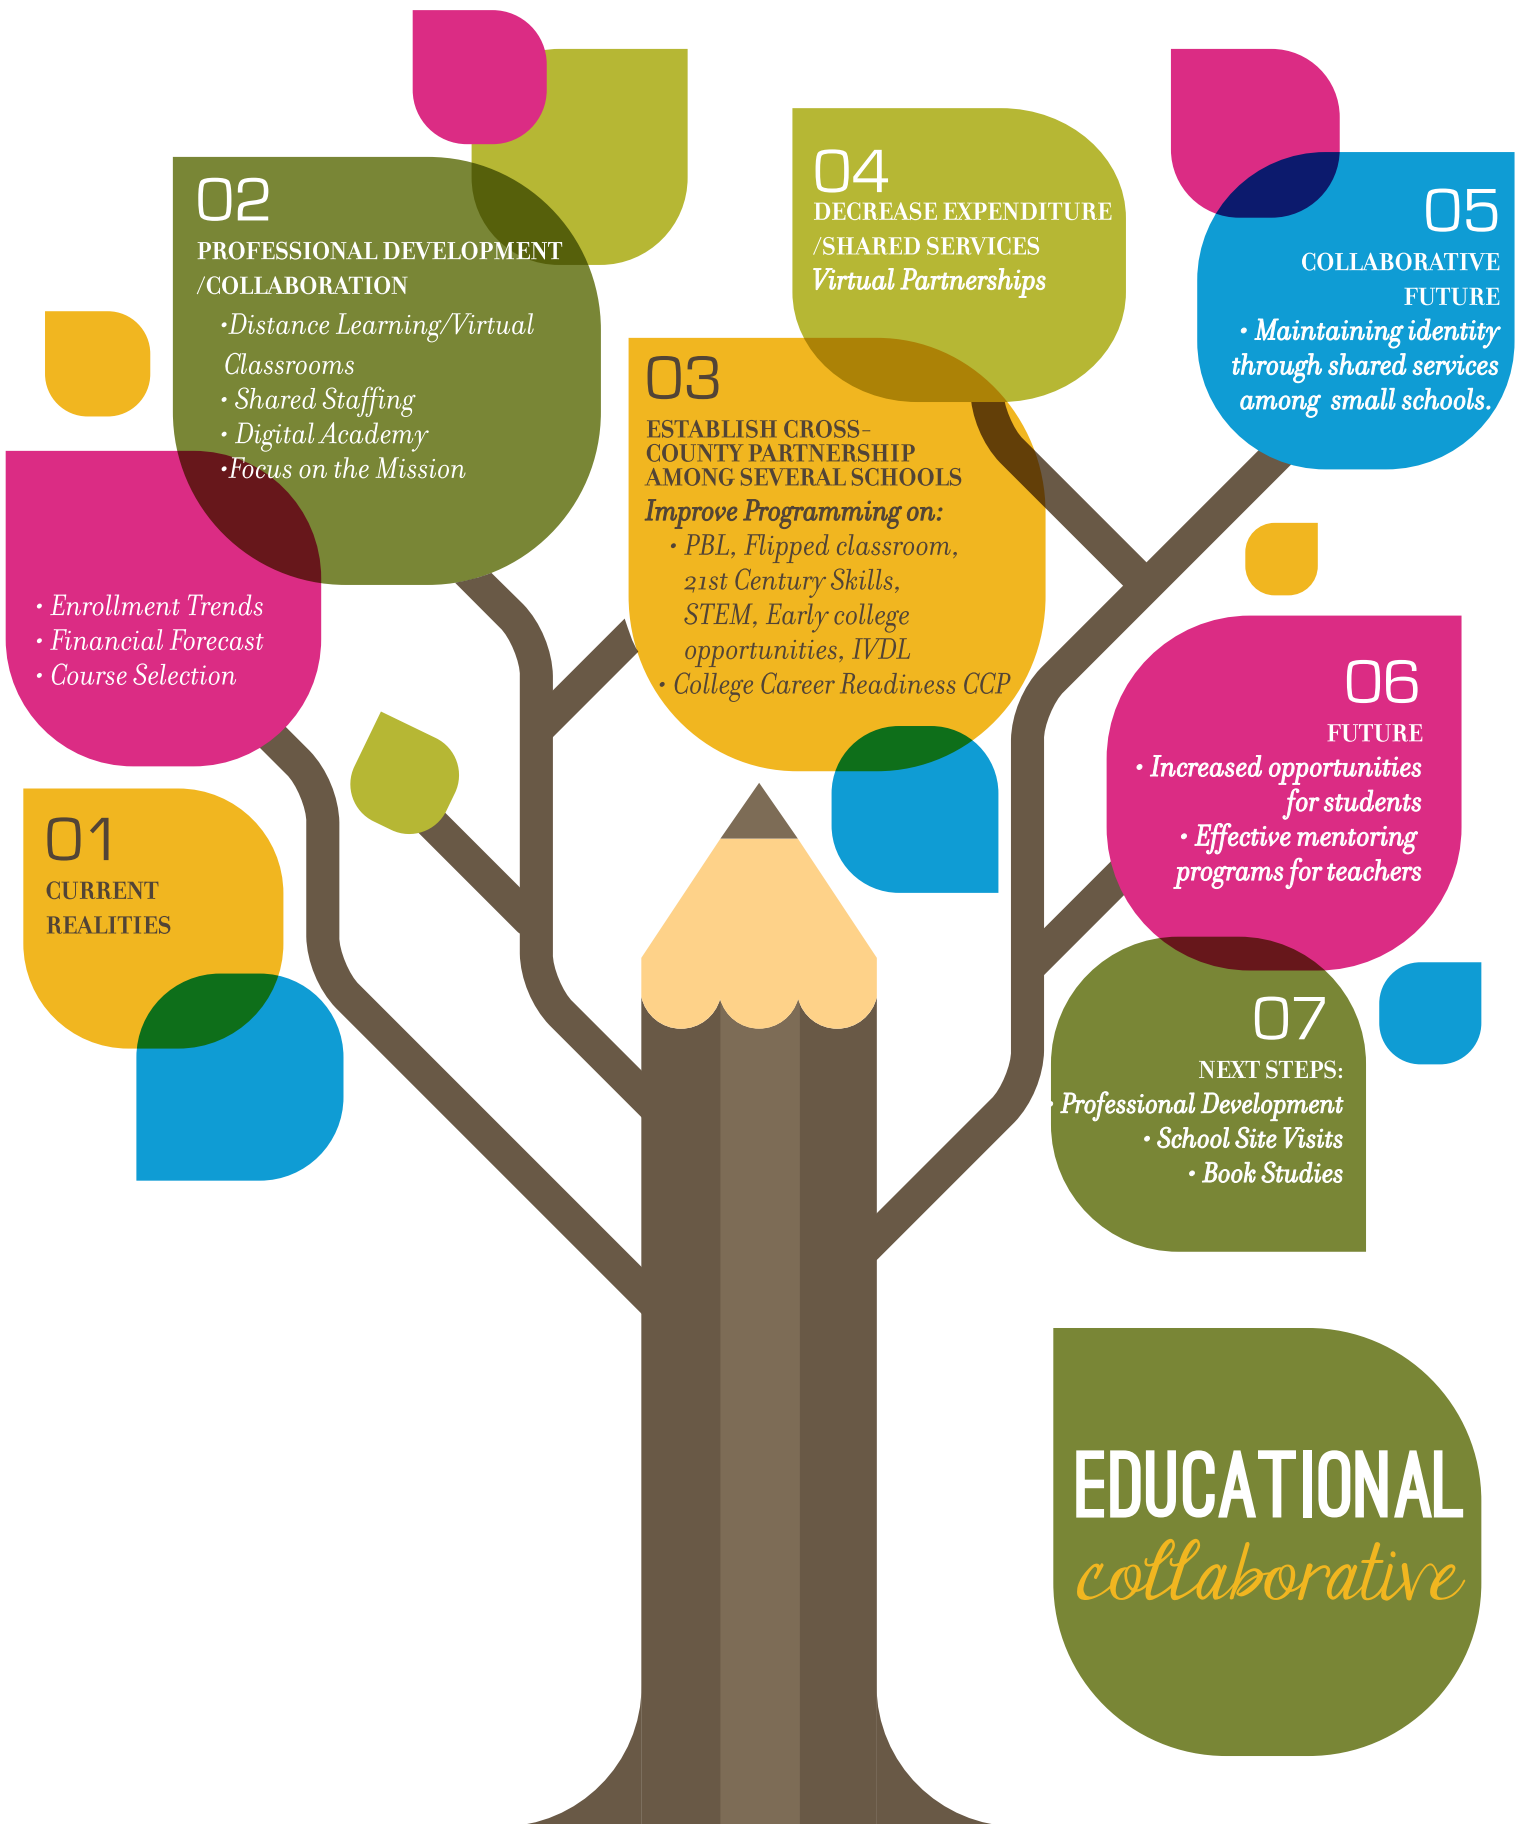 01
CURRENT
REALITIES
• Enrollment Trends
• Financial Forecast
• Course Selection
02
PROFESSIONAL DEVELOPMENT
/COLLABORATION
•Distance Learning/Virtual
Classrooms
• Shared Staffing
• Digital Academy
•Focus on the Mission
03
ESTABLISH CROSS-
COUNTY PARTNERSHIP
AMONG SEVERAL SCHOOLS
Improve Programming on:
• PBL, Flipped classroom,
21st Century Skills,
STEM, Early college
opportunities, IVDL
• College Career Readiness CCP
04
DECREASE EXPENDITURE
/SHARED SERVICES
Virtual Partnerships
05
COLLABORATIVE
FUTURE
• Maintaining identity
through shared services
among small schools.
06
FUTURE
• Increased opportunities
for students
• Effective mentoring
programs for teachers
07
NEXT STEPS:
• Professional Development
• School Site Visits
• Book Studies
EDUCATIONAL
collaborative